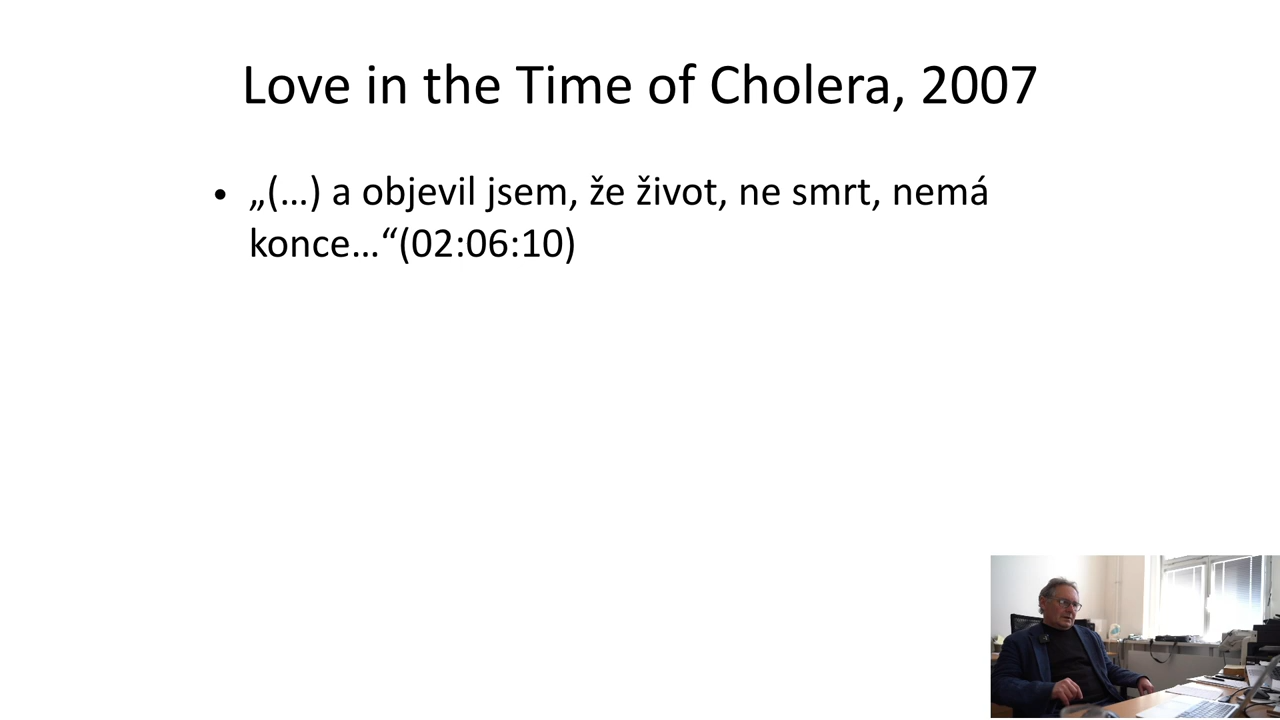 Love in the Time of Cholera, 2007
• „(…) a objevil jsem, že život, ne smrt, nemá
konce…“(02:06:10)